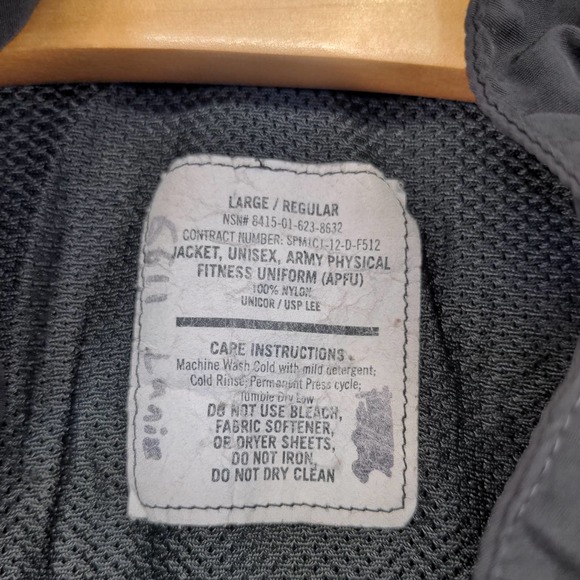 LARGE / REGULAR
NSN# 8415-01-623-8632
CONTRACT NUMBER: SPM1C1-12-D-F512
JACKET, UNISEX, ARMY PHYSICAL
FITNESS UNIFORM (APFU)
100% NYLON
UNICOR / USP LEE
CARE INSTRUCTIONS
Machine Wash Cold with mild detergent;
Cold Rinse; Permanent Press cycle;
Tumble Dry Low
DO NOT USE BLEACH,
FABRIC SOFTENER,
OR DRYER SHEETS,
DO NOT IRON,
DO NOT DRY CLEAN